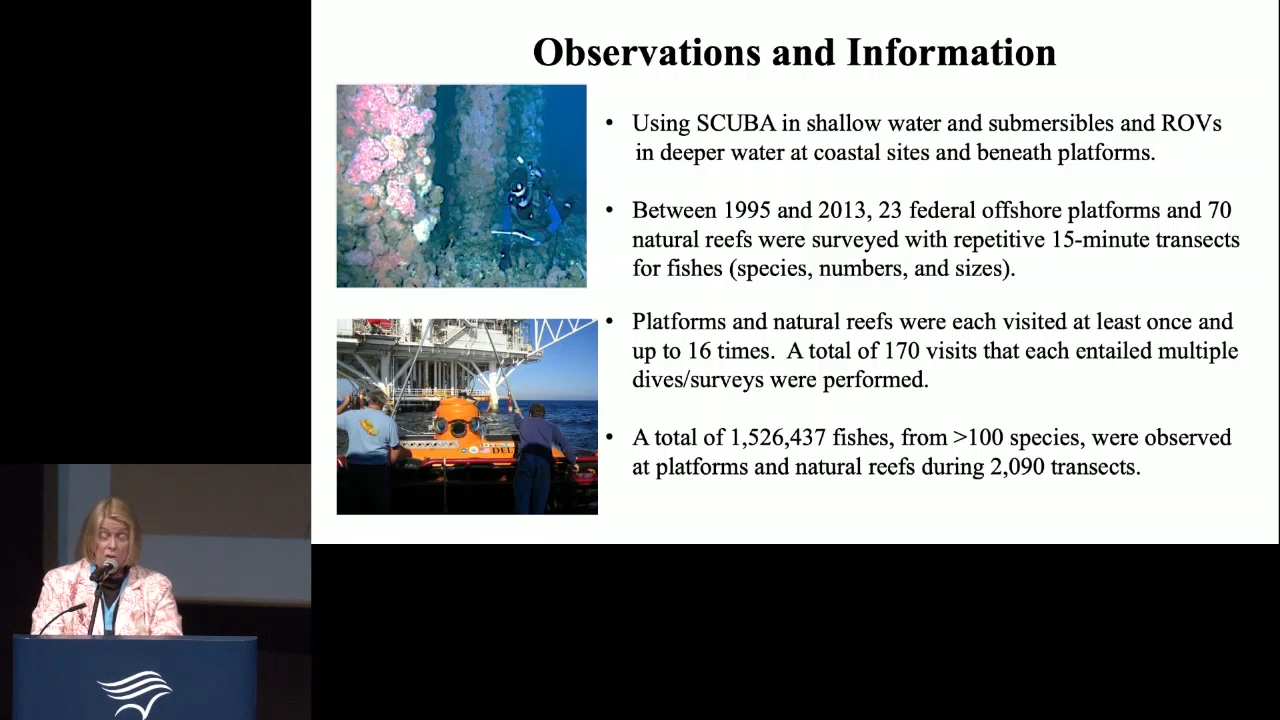 Observations and Information
• Using SCUBA in shallow water and submersibles and ROVs
in deeper water at coastal sites and beneath platforms.
• Between 1995 and 2013, 23 federal offshore platforms and 70
natural reefs were surveyed with repetitive 15-minute transects
for fishes (species, numbers, and sizes).
• Platforms and natural reefs were each visited at least once and
up to 16 times. A total of 170 visits that each entailed multiple
dives/surveys were performed.
• A total of 1,526,437 fishes, from >100 species, were observed
at platforms and natural reefs during 2,090 transects.